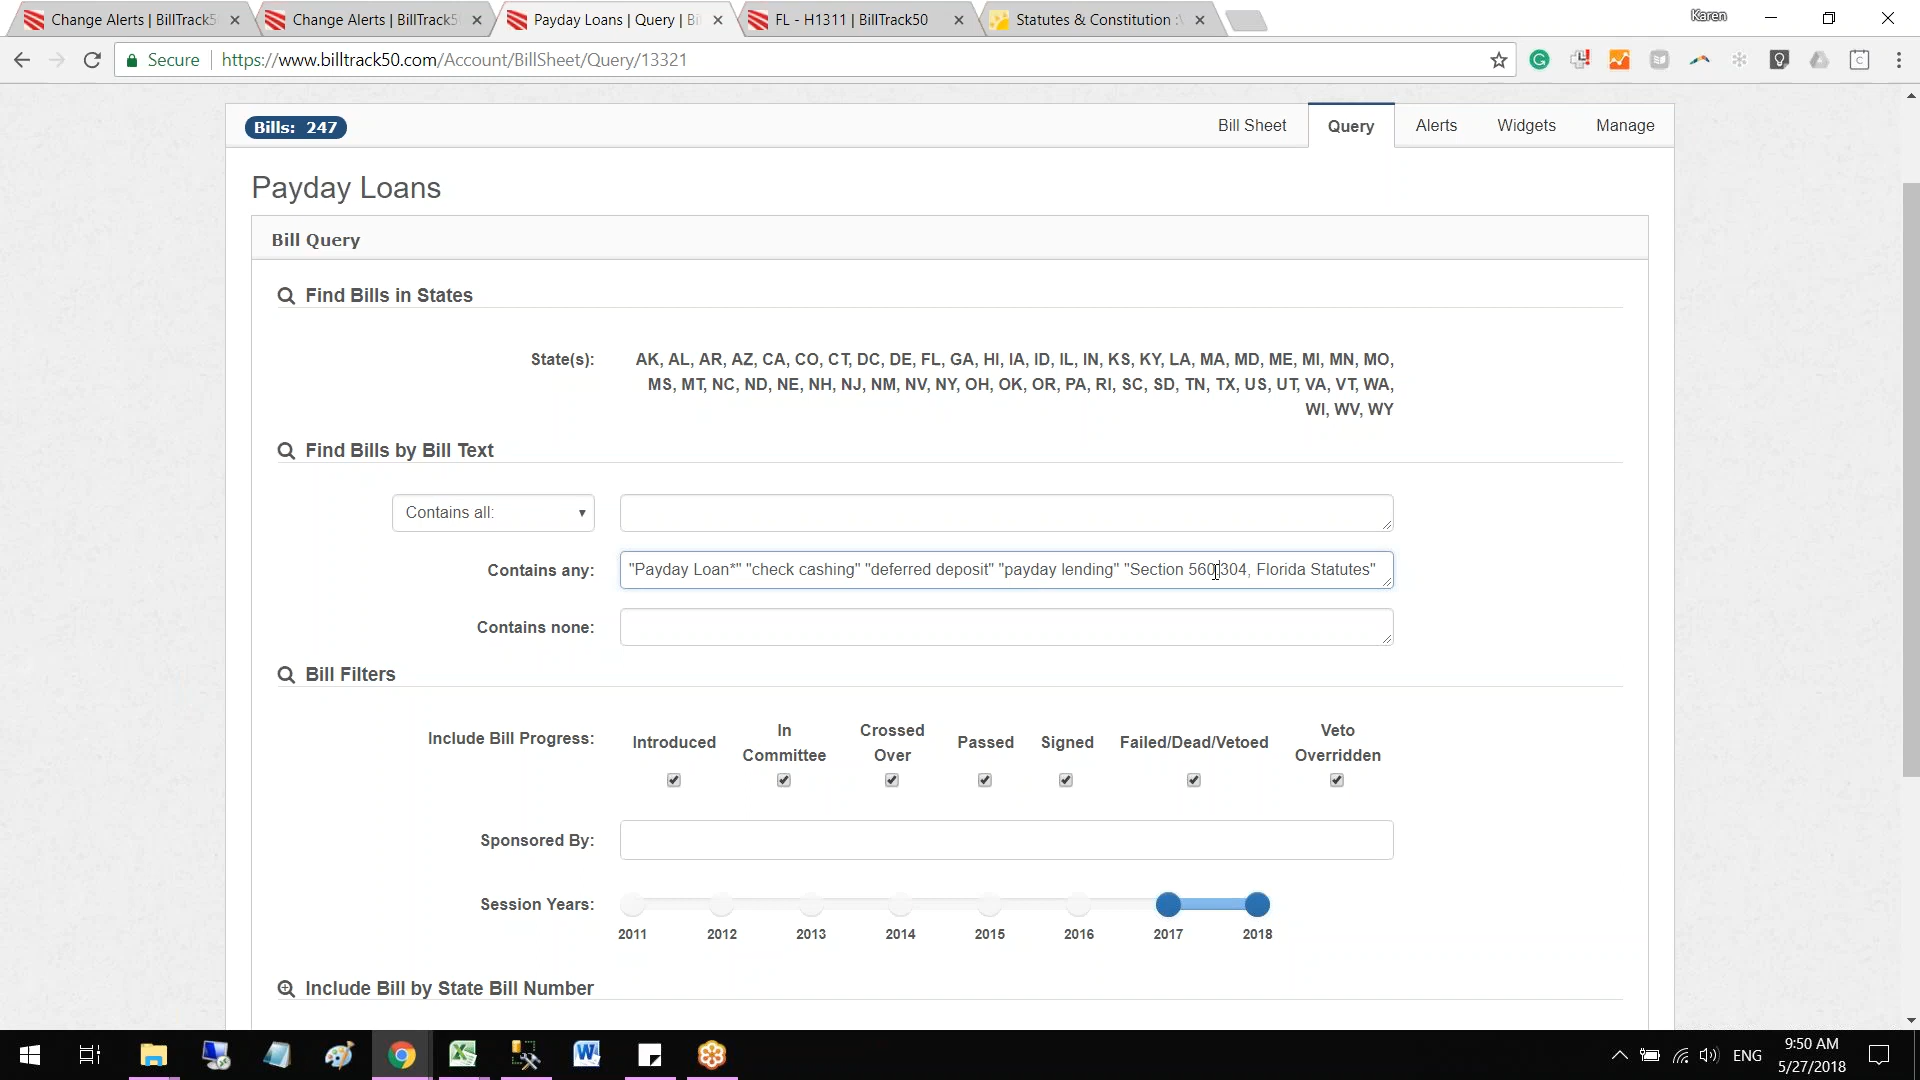 Change Alerts | BillTrack5
Change Alerts | BillTrack5
Payday Loans | Query | Bi
FL - H1311 | BillTrack50
Statutes & Constitution :
Karen
Secure
https://www.billtrack50.com/Account/BillSheet/Query/13321
Bills: 247
Bill Sheet
Query
Alerts
Widgets
Manage
Payday Loans
Bill Query
Find Bills in States
State(s):
AK, AL, AR, AZ, CA, CO, CT, DC, DE, FL, GA, HI, IA, ID, IL, IN, KS, KY, LA, MA, MD, ME, MI, MN, MO,
MS, MT, NC, ND, NE, NH, NJ, NM, NV, NY, OH, OK, OR, PA, RI, SC, SD, TN, TX, US, UT, VA, VT, WA,
WI, WV, WY
Find Bills by Bill Text
Contains all:
Contains any:
"Payday Loan*" "check cashing" "deferred deposit" "payday lending" "Section 560.304, Florida Statutes"
Contains none:
Bill Filters
Include Bill Progress:
Introduced
In
Committee
Crossed
Over
Passed
Signed
Failed/Dead/Vetoed
Veto
Overridden
Sponsored By:
Session Years:
2011
2012
2013
2014
2015
2016
2017
2018
Include Bill by State Bill Number
ENG
9:50 AM
5/27/2018